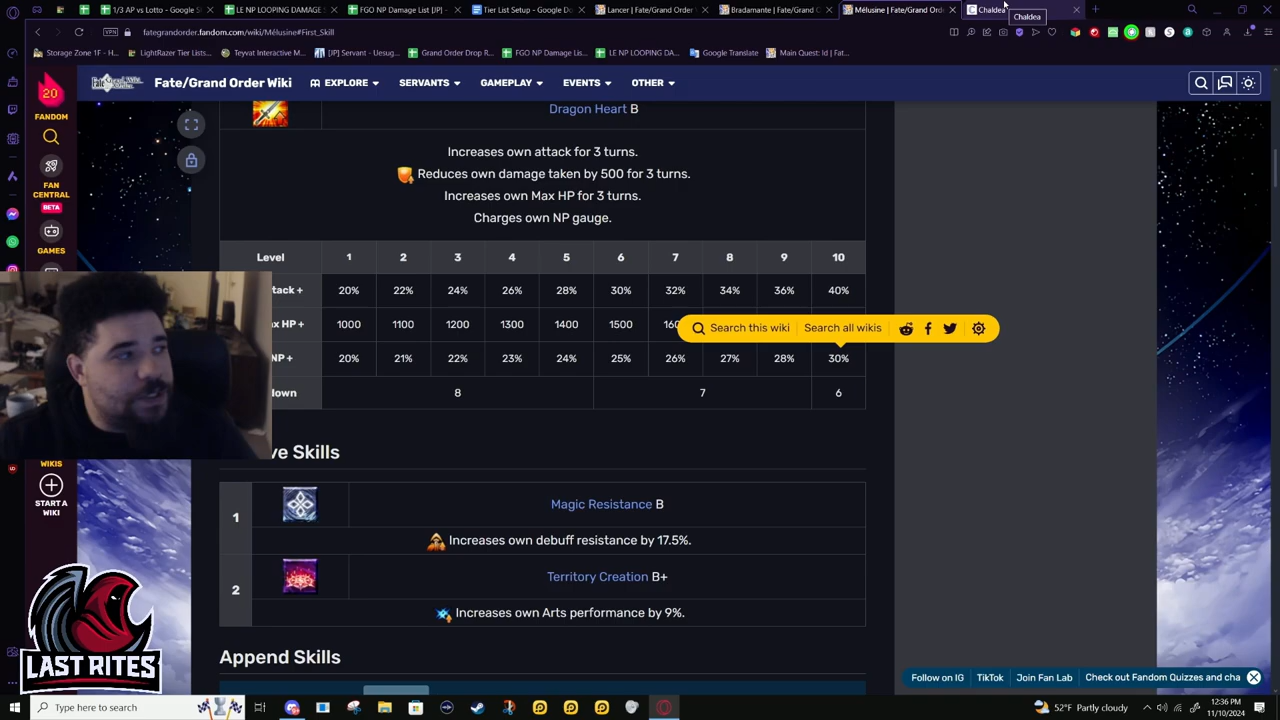 1/3 AP vs Lotto - Google S
LE NP LOOPING DAMAGE
FGO NP Damage List [JP] -
Tier List Setup - Google Do
Lancer | Fate/Grand Order
Bradamante | Fate/Grand O
Mélusine | Fate/Grand Orde
Chaldea
Chaldea
VPN
fategrandorder.fandom.com/wiki/Mélusine#First_Skill
Storage Zone 1F - H...
LightRazer Tier Lists...
Teyvat Interactive M...
[JP] Servant - Uesug...
Grand Order Drop R...
FGO NP Damage Lis...
LE NP LOOPING DA...
Google Translate
Main Quest: Id | Fat...
20
FANDOM
Fate/Grand Order Wiki
EXPLORE
SERVANTS
GAMEPLAY
EVENTS
OTHER
FAN
CENTRAL
BETA
GAMES
WIKIS
START A
WIKI
Dragon Heart B
Increases own attack for 3 turns.
Reduces own damage taken by 500 for 3 turns.
Increases own Max HP for 3 turns.
Charges own NP gauge.
Level 1 2 3 4 5 6 7 8 9 10
tack + 20% 22% 24% 26% 28% 30% 32% 34% 36% 40%
x HP + 1000 1100 1200 1300 1400 1500 160
Search this wiki
Search all wikis
NP + 20% 21% 22% 23% 24% 25% 26% 27% 28% 30%
down 8 7 6
ve Skills
1
Magic Resistance B
Increases own debuff resistance by 17.5%.
2
Territory Creation B+
Increases own Arts performance by 9%.
Append Skills
LAST RITES
Follow on IG
TikTok
Join Fan Lab
Check out Fandom Quizzes and cha
Type here to search
52°F Partly cloudy
12:36 PM
11/10/2024